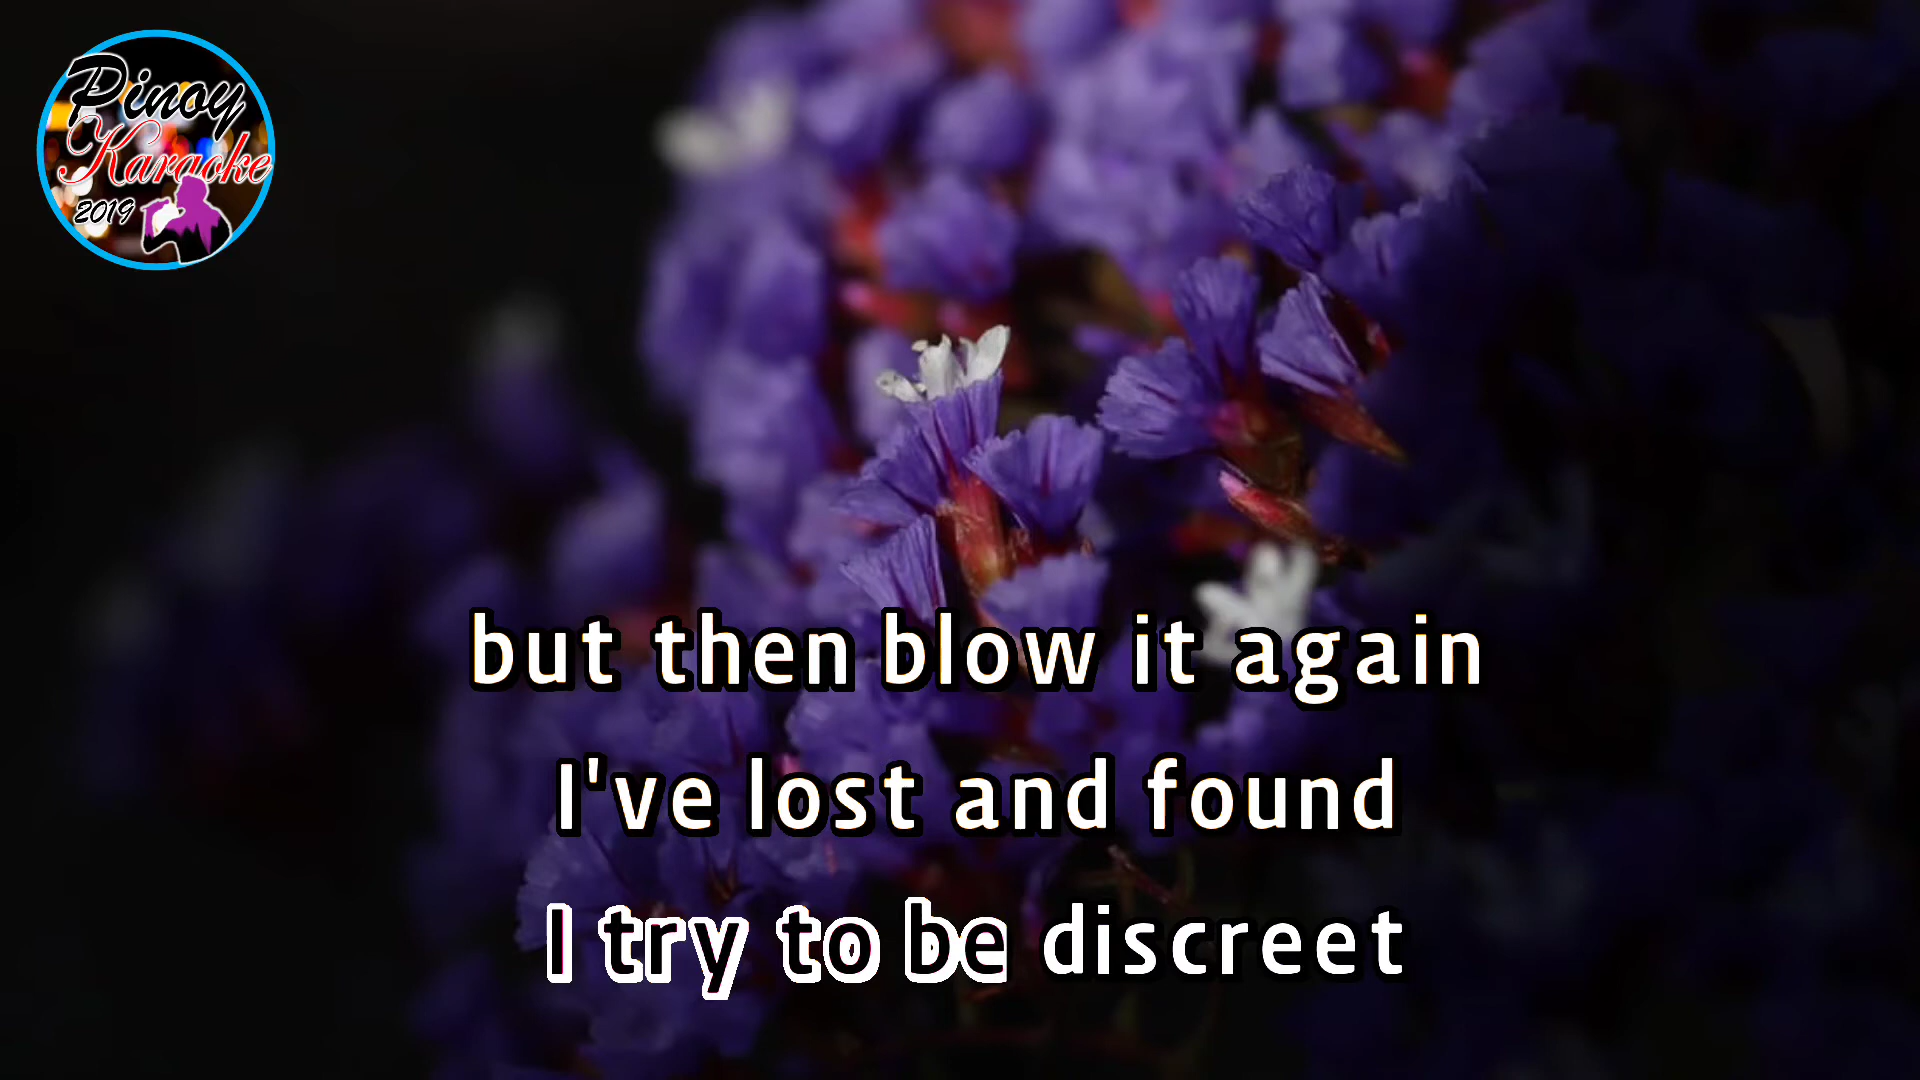 Pinoy
Karaoke
2019
but then blow it again
I've lost and found
I try to be discreet